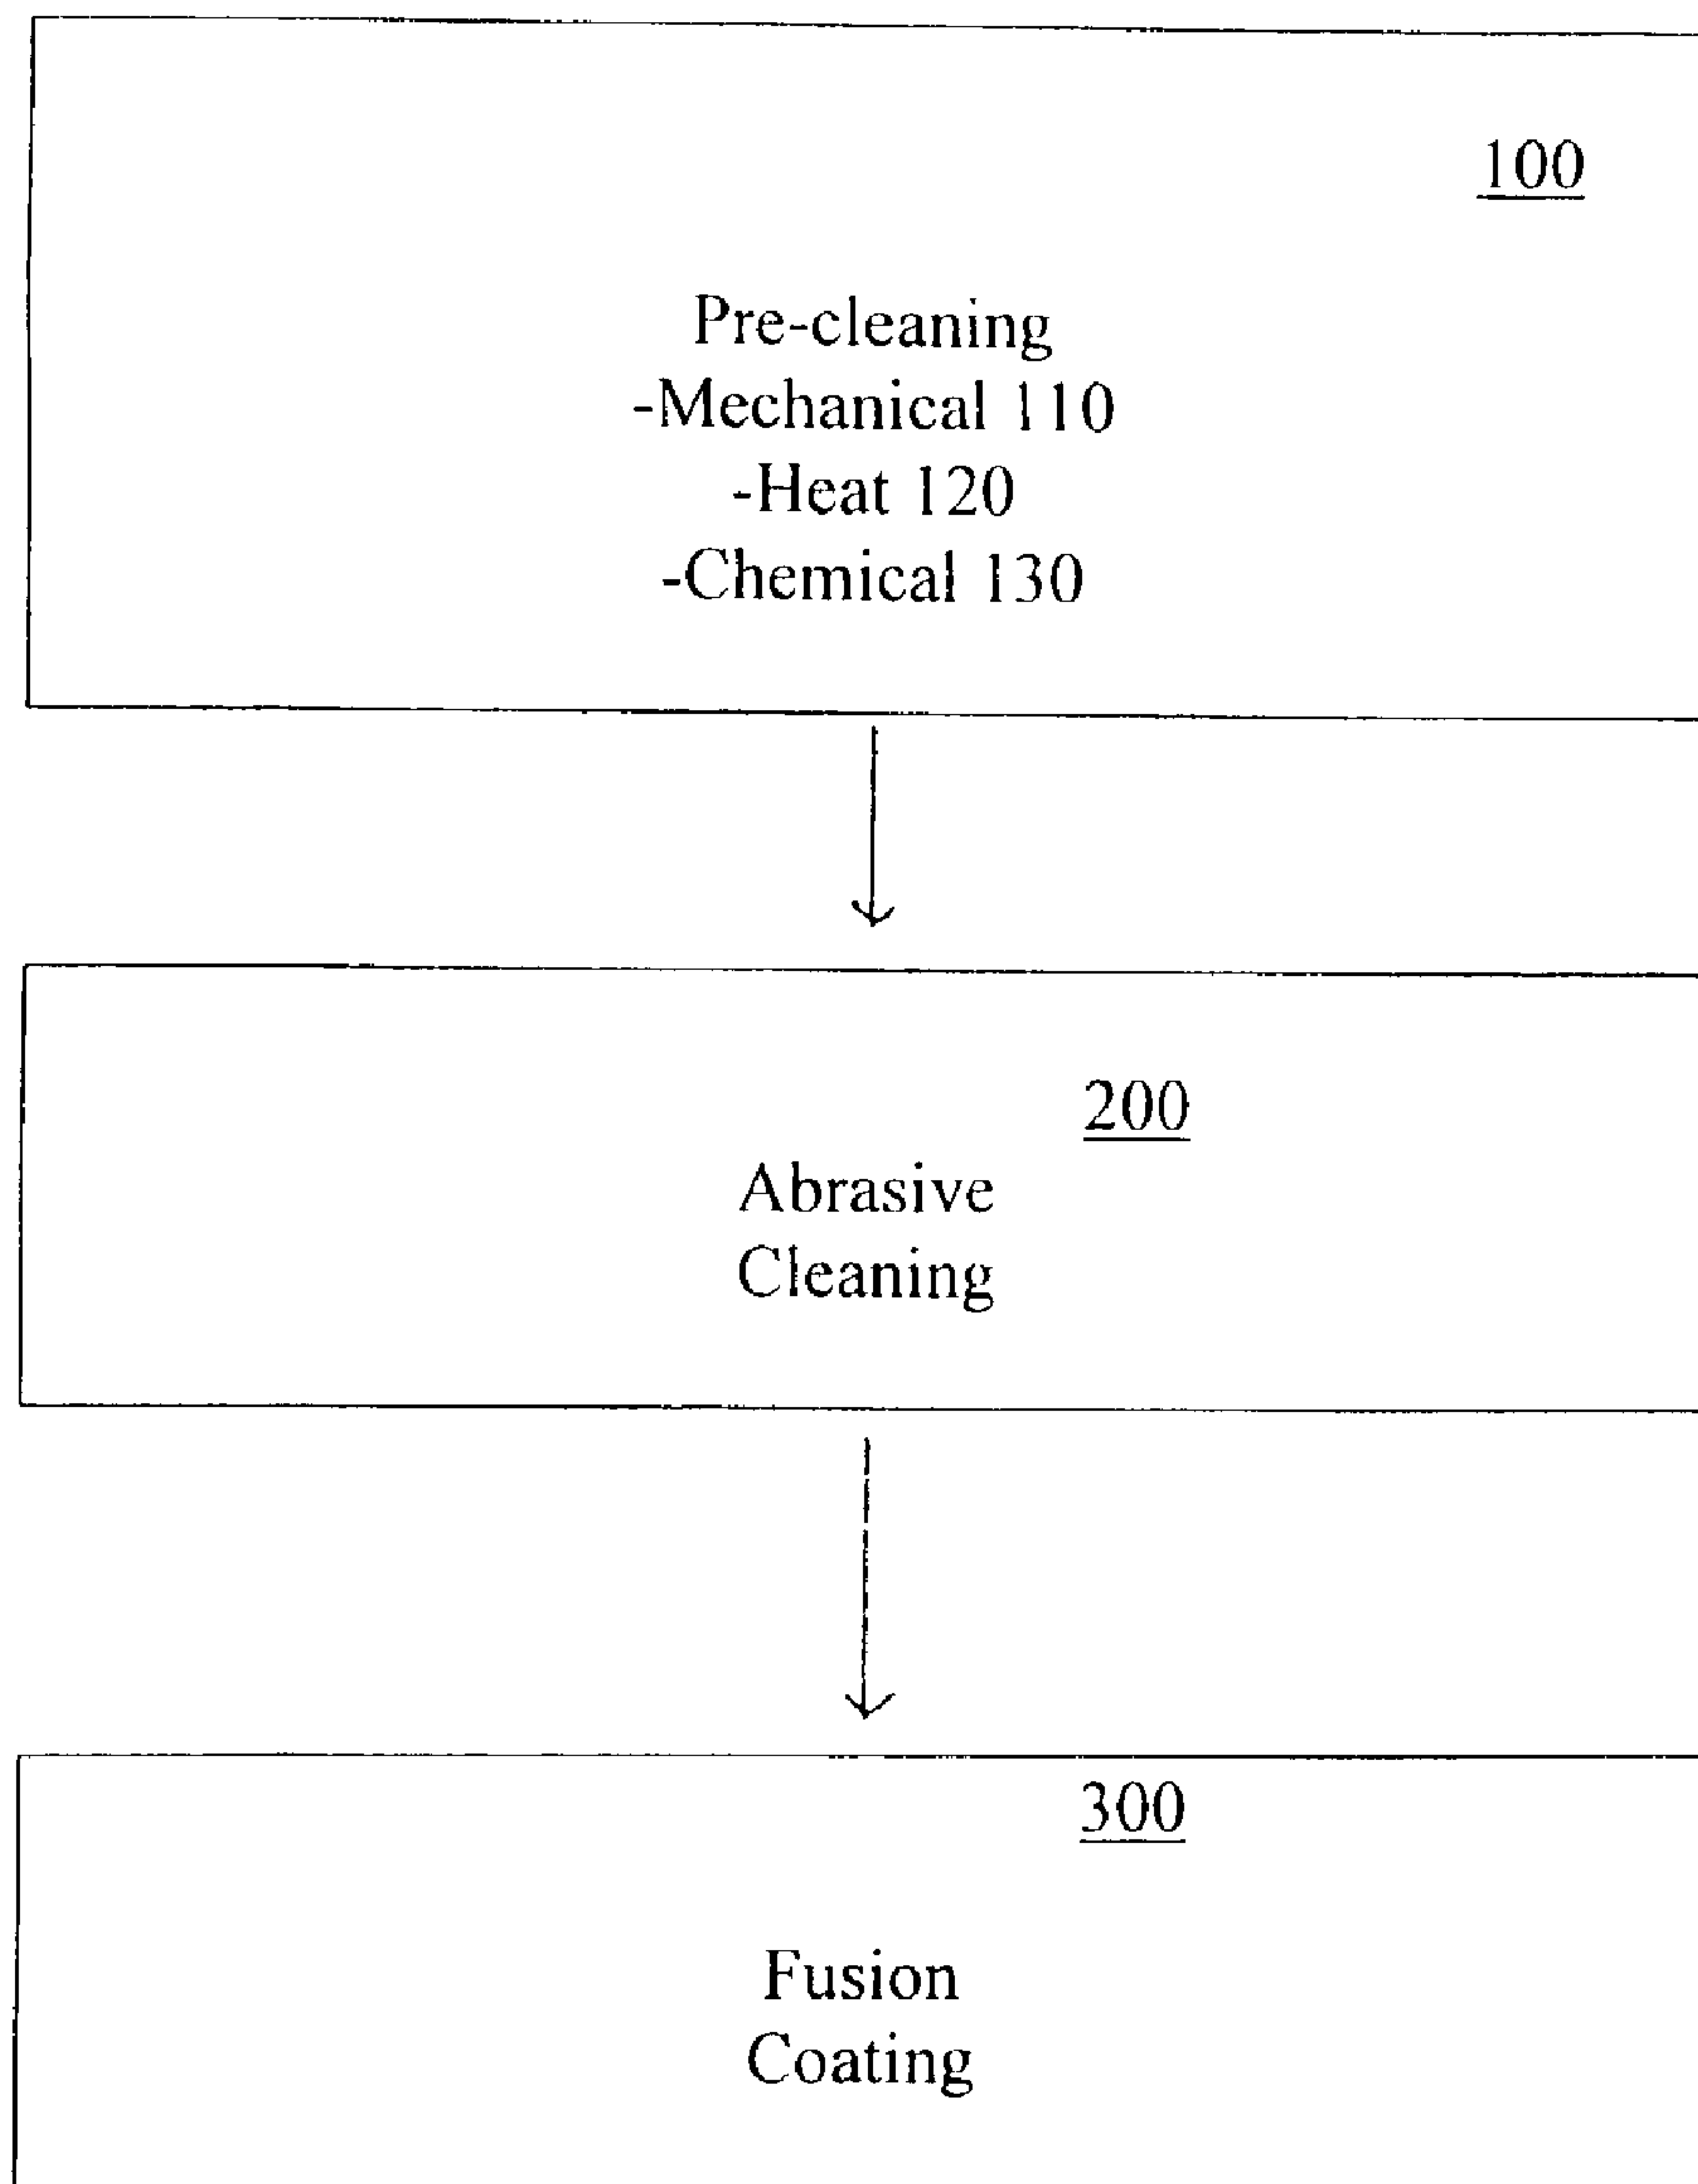 100
Pre-cleaning
-Mechanical 110
-Heat 120
-Chemical 130
200
Abrasive
Cleaning
300
Fusion
Coating